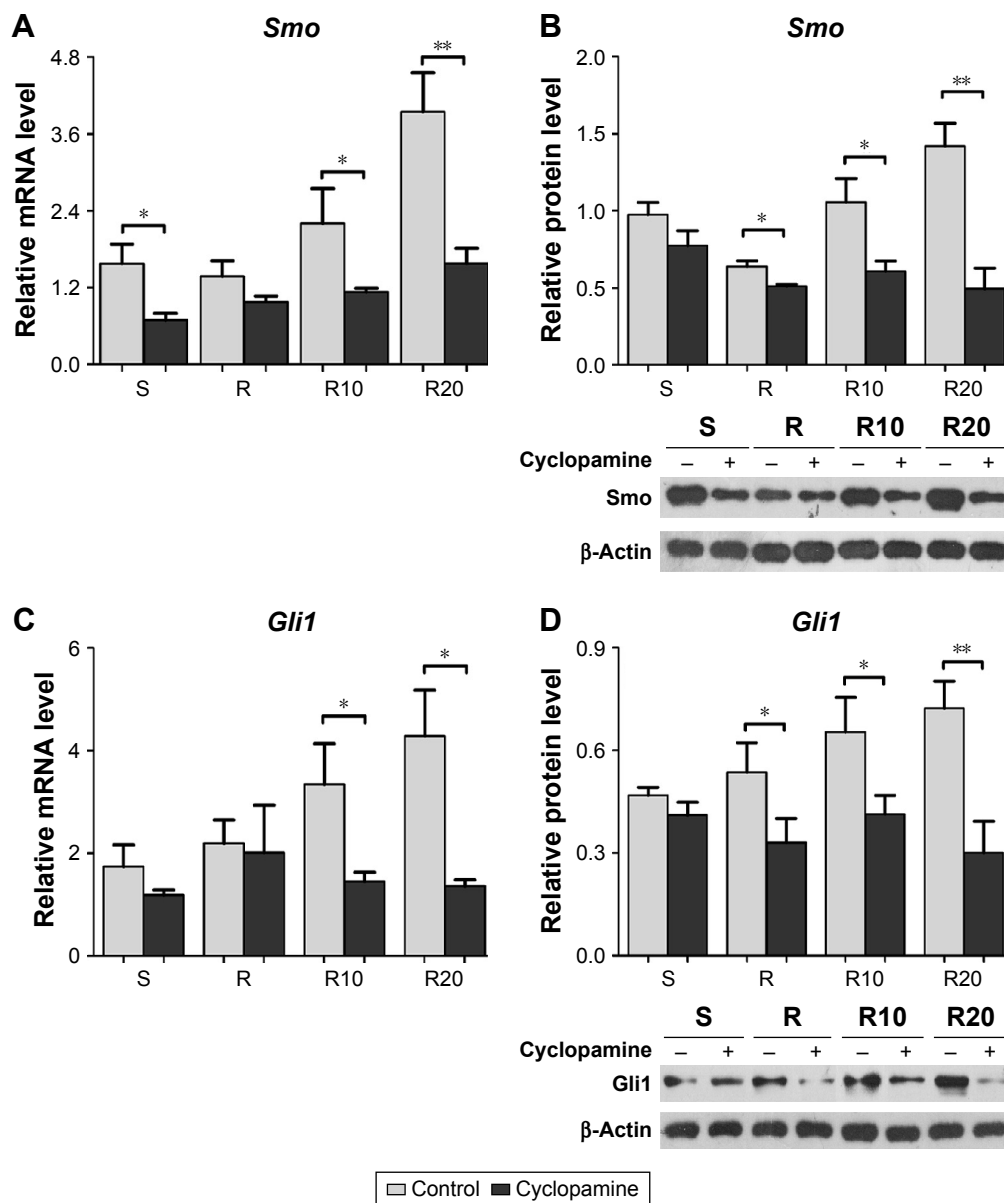 A
Smo
Relative mRNA level
4.8
3.6
2.4
1.2
0.0
*
*
**
S R R10 R20
B
Smo
Relative protein level
2.0
1.5
1.0
0.5
0.0
*
*
**
S R R10 R20
S R R10 R20
Cyclopamine – + – + – + – +
Smo
β-Actin
C
Gli1
Relative mRNA level
6
4
2
0
*
*
S R R10 R20
D
Gli1
Relative protein level
0.9
0.6
0.3
0.0
*
*
**
S R R10 R20
S R R10 R20
Cyclopamine – + – + – + – +
Gli1
β-Actin
Control Cyclopamine